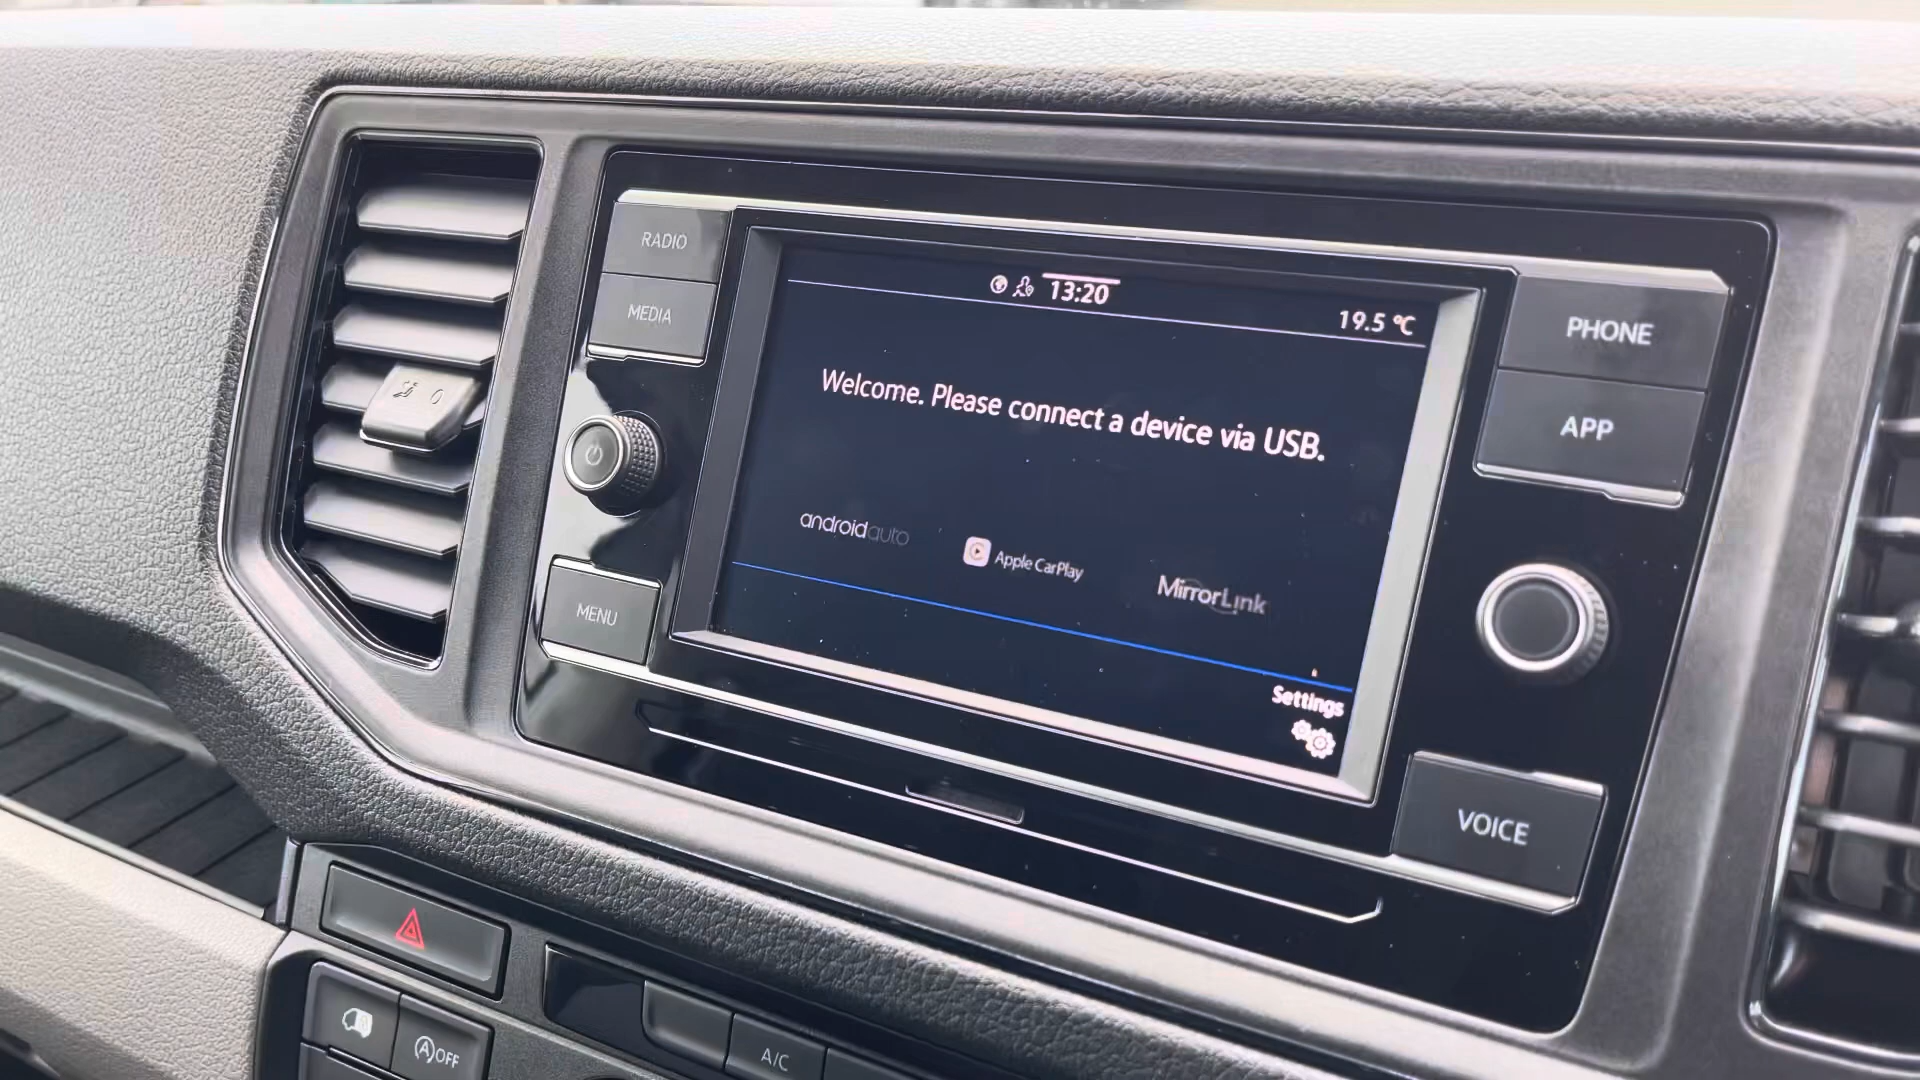 RADIO
MEDIA
13:20
19.5 °C
PHONE
APP
Welcome. Please connect a device via USB.
androidauto
Apple CarPlay
MirrorLink
MENU
Settings
VOICE
A OFF
A/C